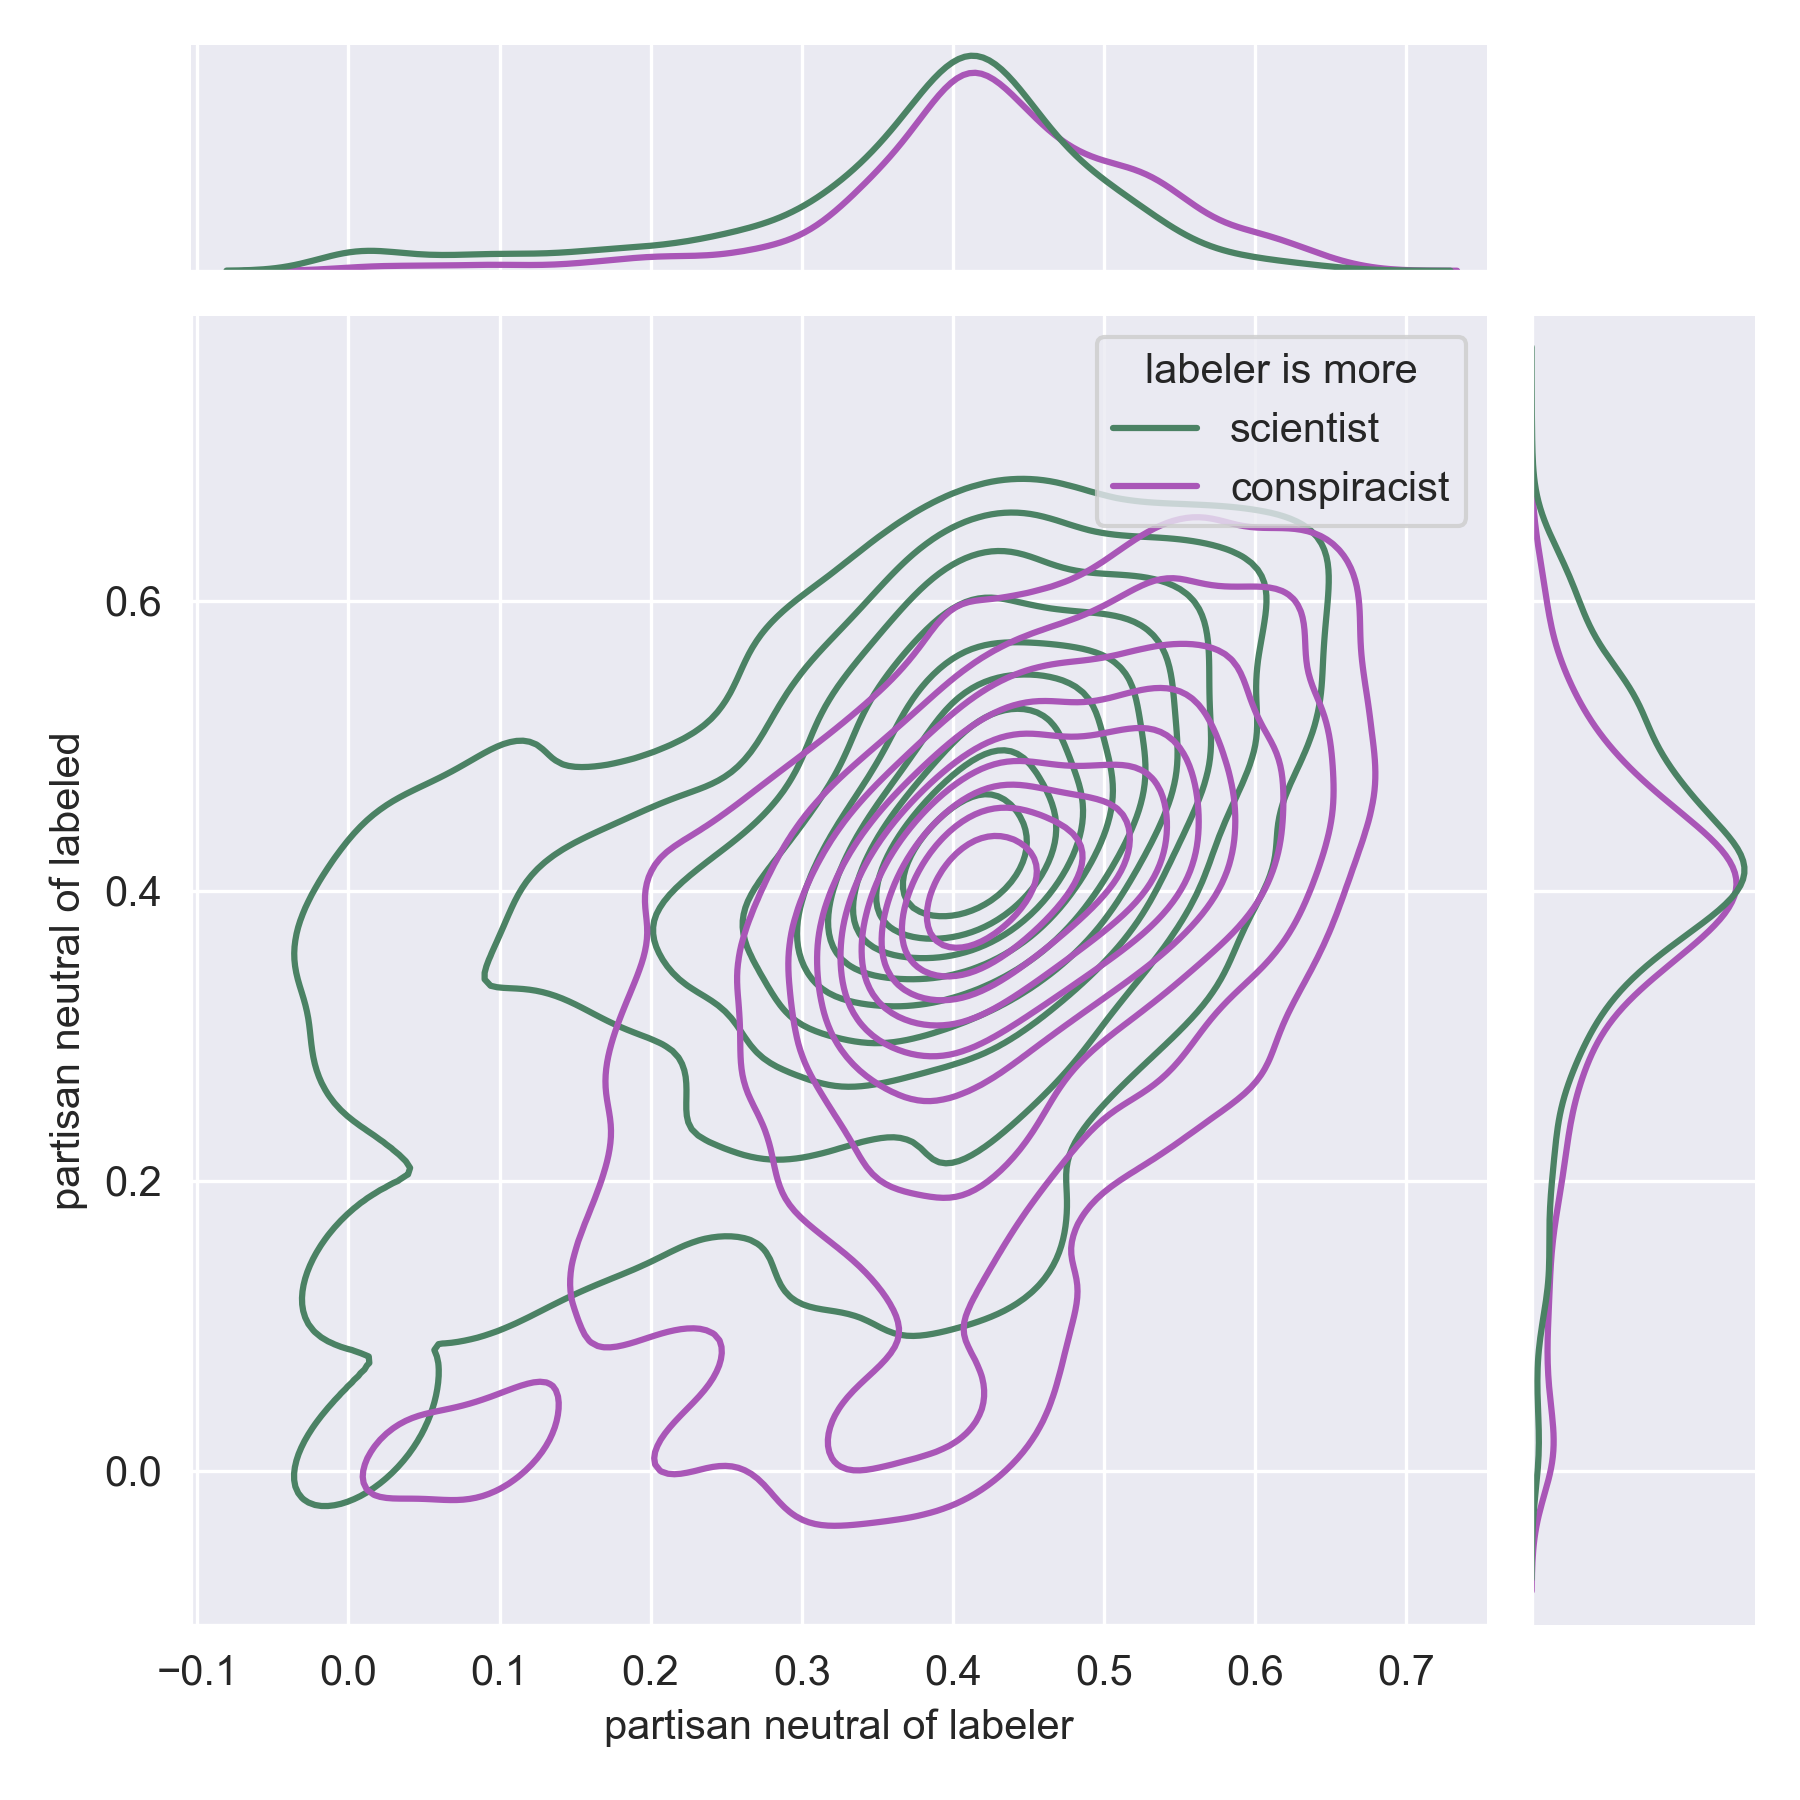 labeler is more
scientist
conspiracist
partisan neutral of labeled
0.6
0.4
0.2
0.0
−0.1 0.0 0.1 0.2 0.3 0.4 0.5 0.6 0.7
partisan neutral of labeler